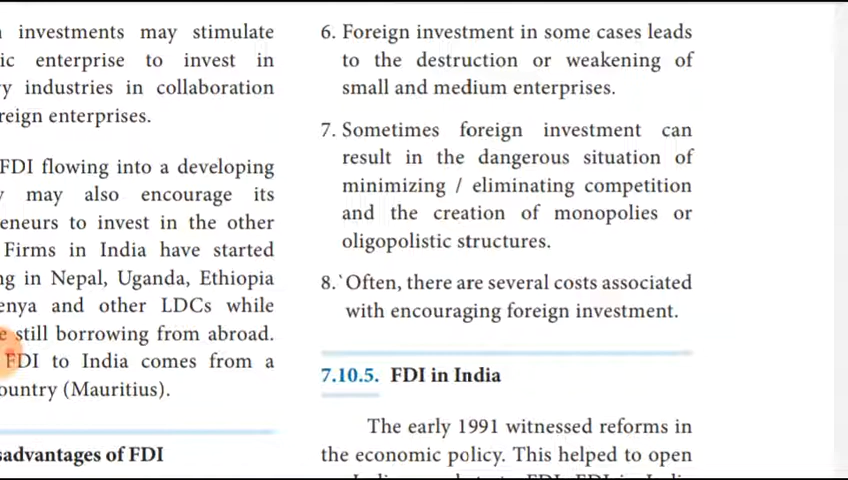 investments may stimulate
enterprise to invest in
industries in collaboration
enterprises.
FDI flowing into a developing
may also encourage its
to invest in the other
Firms in India have started
in Nepal, Uganda, Ethiopia
and other LDCs while
still borrowing from abroad.
FDI to India comes from a
(Mauritius).
of FDI
6. Foreign investment in some cases leads
to the destruction or weakening of
small and medium enterprises.
7. Sometimes foreign investment can
result in the dangerous situation of
minimizing / eliminating competition
and the creation of monopolies or
oligopolistic structures.
8.`Often, there are several costs associated
with encouraging foreign investment.
7.10.5. FDI in India
The early 1991 witnessed reforms in
the economic policy. This helped to open